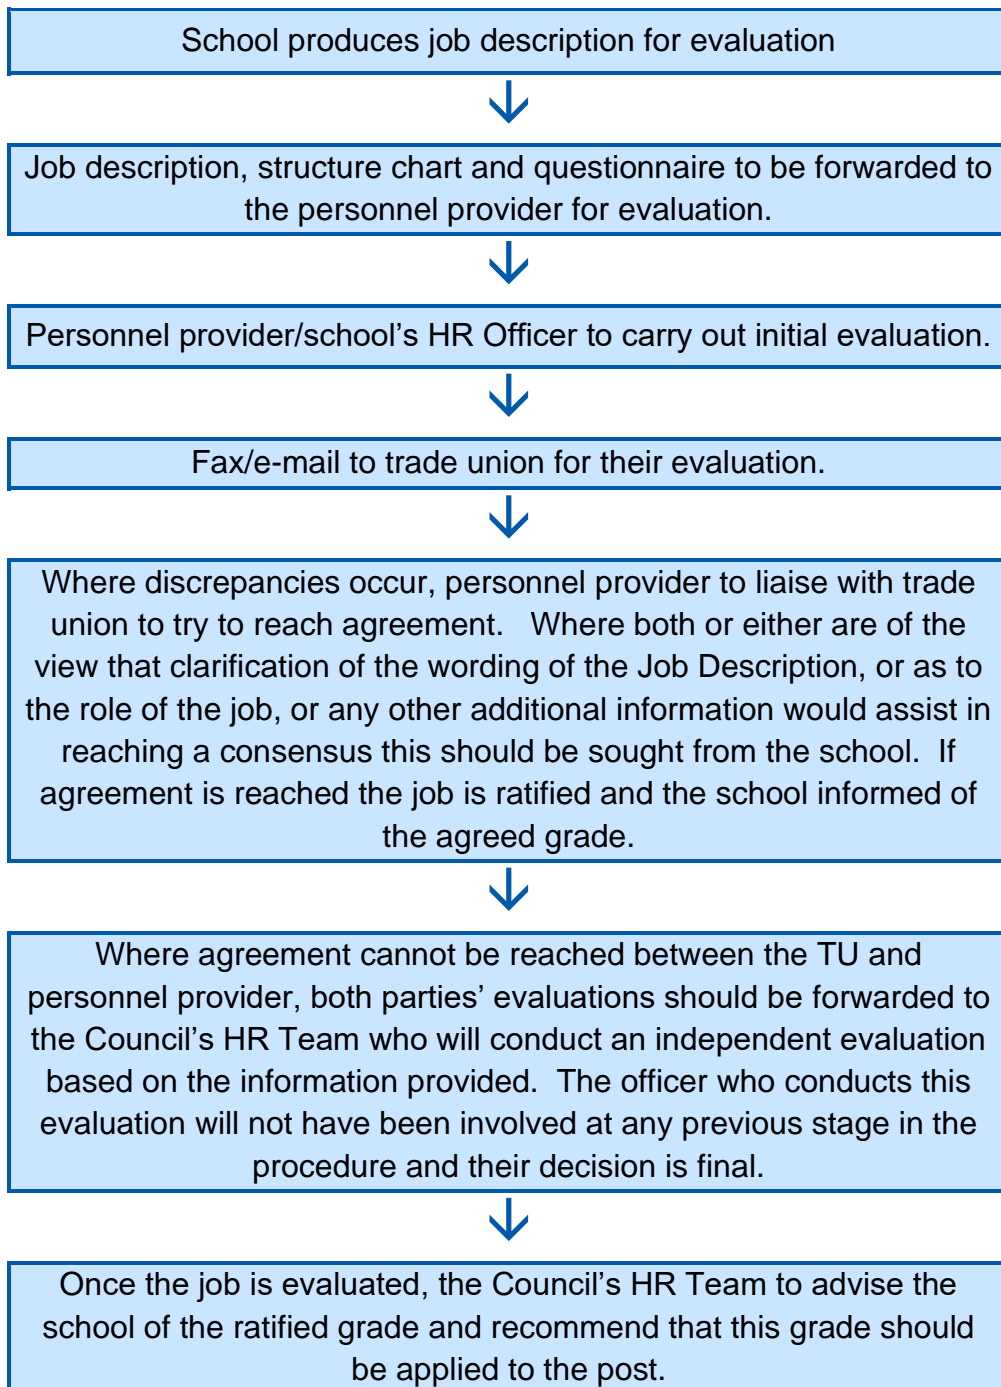 School produces job description for evaluation
Job description, structure chart and questionnaire to be forwarded to
the personnel provider for evaluation.
Personnel provider/school’s HR Officer to carry out initial evaluation.
Fax/e-mail to trade union for their evaluation.
Where discrepancies occur, personnel provider to liaise with trade
union to try to reach agreement.   Where both or either are of the
view that clarification of the wording of the Job Description, or as to
the role of the job, or any other additional information would assist in
reaching a consensus this should be sought from the school.  If
agreement is reached the job is ratified and the school informed of
the agreed grade.
Where agreement cannot be reached between the TU and
personnel provider, both parties’ evaluations should be forwarded to
the Council’s HR Team who will conduct an independent evaluation
based on the information provided.  The officer who conducts this
evaluation will not have been involved at any previous stage in the
procedure and their decision is final.
Once the job is evaluated, the Council’s HR Team to advise the
school of the ratified grade and recommend that this grade should
be applied to the post.